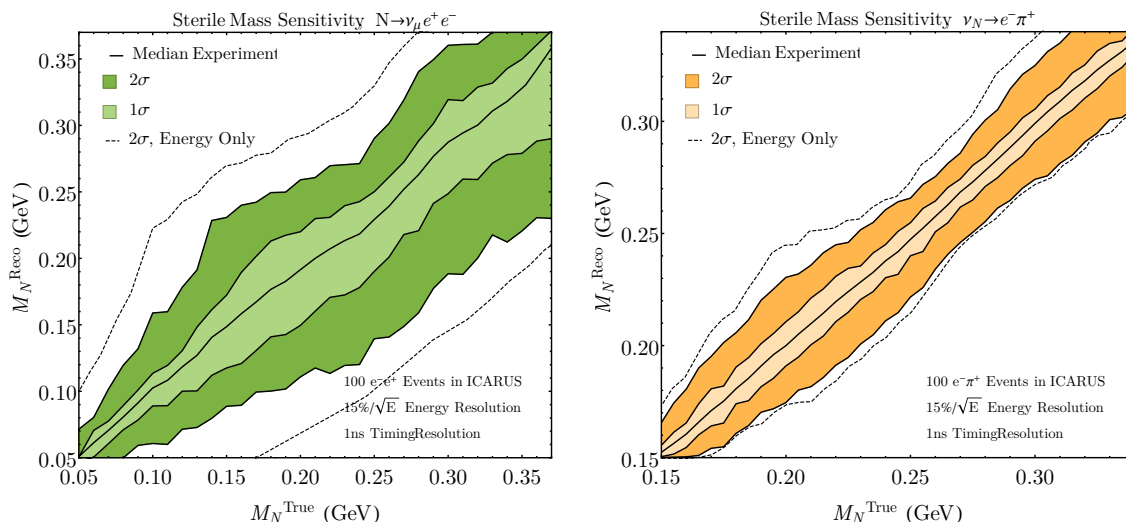 Sterile Mass Sensitivity N→ν_μ e⁺ e⁻
Median Experiment
2σ
1σ
2σ, Energy Only
100 e⁻e⁺ Events in ICARUS
15%/√E Energy Resolution
1ns TimingResolution
0.35
0.30
0.25
0.20
0.15
0.10
0.05
M_N^Reco (GeV)
0.05 0.10 0.15 0.20 0.25 0.30 0.35
M_N^True (GeV)
Sterile Mass Sensitivity ν_N→e⁻π⁺
Median Experiment
2σ
1σ
2σ, Energy Only
100 e⁻π⁺ Events in ICARUS
15%/√E Energy Resolution
1ns TimingResolution
0.30
0.25
0.20
0.15
M_N^Reco (GeV)
0.15 0.20 0.25 0.30
M_N^True (GeV)